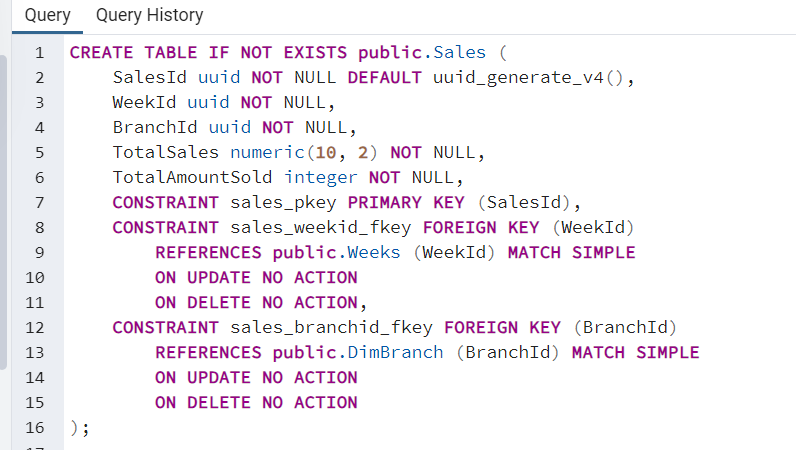 Query Query History
1 CREATE TABLE IF NOT EXISTS public.Sales (
2 SalesId uuid NOT NULL DEFAULT uuid_generate_v4(),
3 WeekId uuid NOT NULL,
4 BranchId uuid NOT NULL,
5 TotalSales numeric(10, 2) NOT NULL,
6 TotalAmountSold integer NOT NULL,
7 CONSTRAINT sales_pkey PRIMARY KEY (SalesId),
8 CONSTRAINT sales_weekid_fkey FOREIGN KEY (WeekId)
9 REFERENCES public.Weeks (WeekId) MATCH SIMPLE
10 ON UPDATE NO ACTION
11 ON DELETE NO ACTION,
12 CONSTRAINT sales_branchid_fkey FOREIGN KEY (BranchId)
13 REFERENCES public.DimBranch (BranchId) MATCH SIMPLE
14 ON UPDATE NO ACTION
15 ON DELETE NO ACTION
16 );